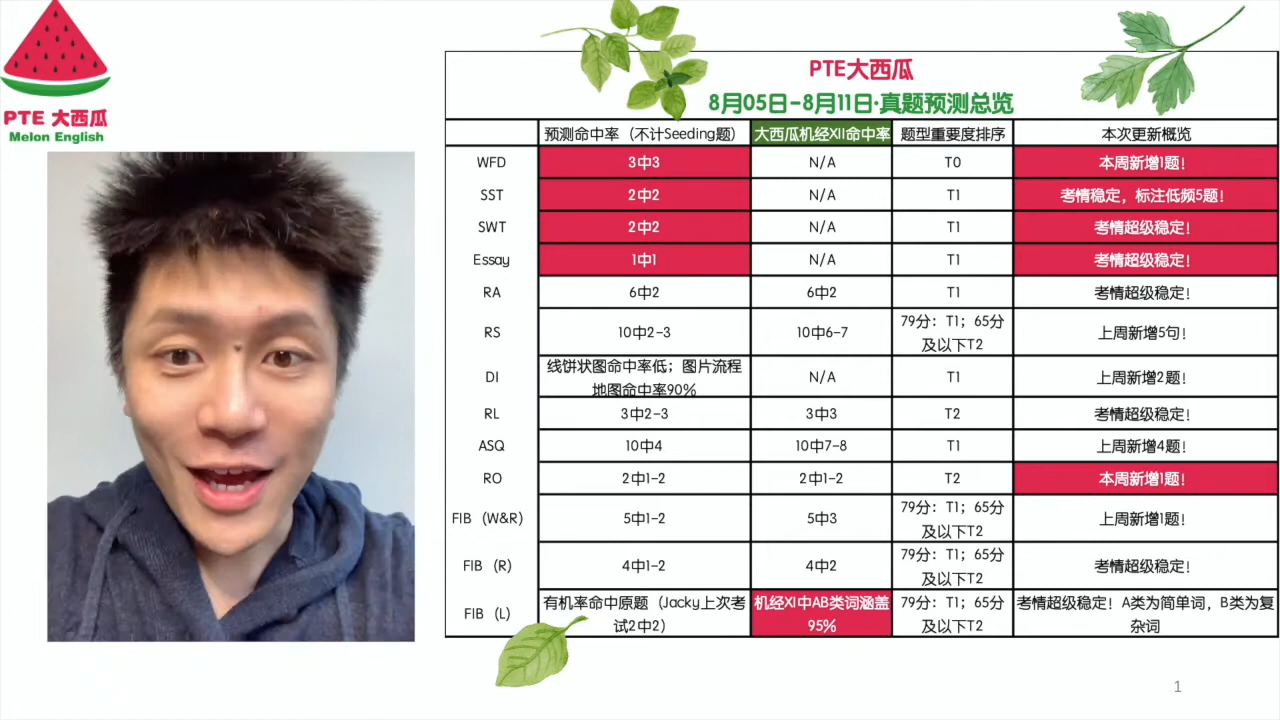 PTE 大西瓜
Melon English
PTE大西瓜
8月05日-8月11日·真题预测总览
预测命中率（不计Seeding题） 大西瓜机经XII命中率 题型重要度排序 本次更新概览
WFD 3中3 N/A T0 本周新增1题！
SST 2中2 N/A T1 考情稳定，标注低频5题！
SWT 2中2 N/A T1 考情超级稳定！
Essay 1中1 N/A T1 考情超级稳定！
RA 6中2 6中2 T1 考情超级稳定！
RS 10中2-3 10中6-7 79分：T1；65分及以下T2 上周新增5句！
DI 线饼状图命中率低；图片流程地图命中率90% N/A T1 上周新增2题！
RL 3中2-3 3中3 T2 考情超级稳定！
ASQ 10中4 10中7-8 T1 上周新增4题！
RO 2中1-2 2中1-2 T2 本周新增1题！
FIB（W&R） 5中1-2 5中3 79分：T1；65分及以下T2 上周新增1题！
FIB（R) 4中1-2 4中2 79分：T1；65分及以下T2 考情超级稳定！
FIB（L） 有机率命中原题（Jacky上次考试2中2） 机经XI中AB类词涵盖95% 79分：T1；65分及以下T2 考情超级稳定！A类为简单词，B类为复杂词
1